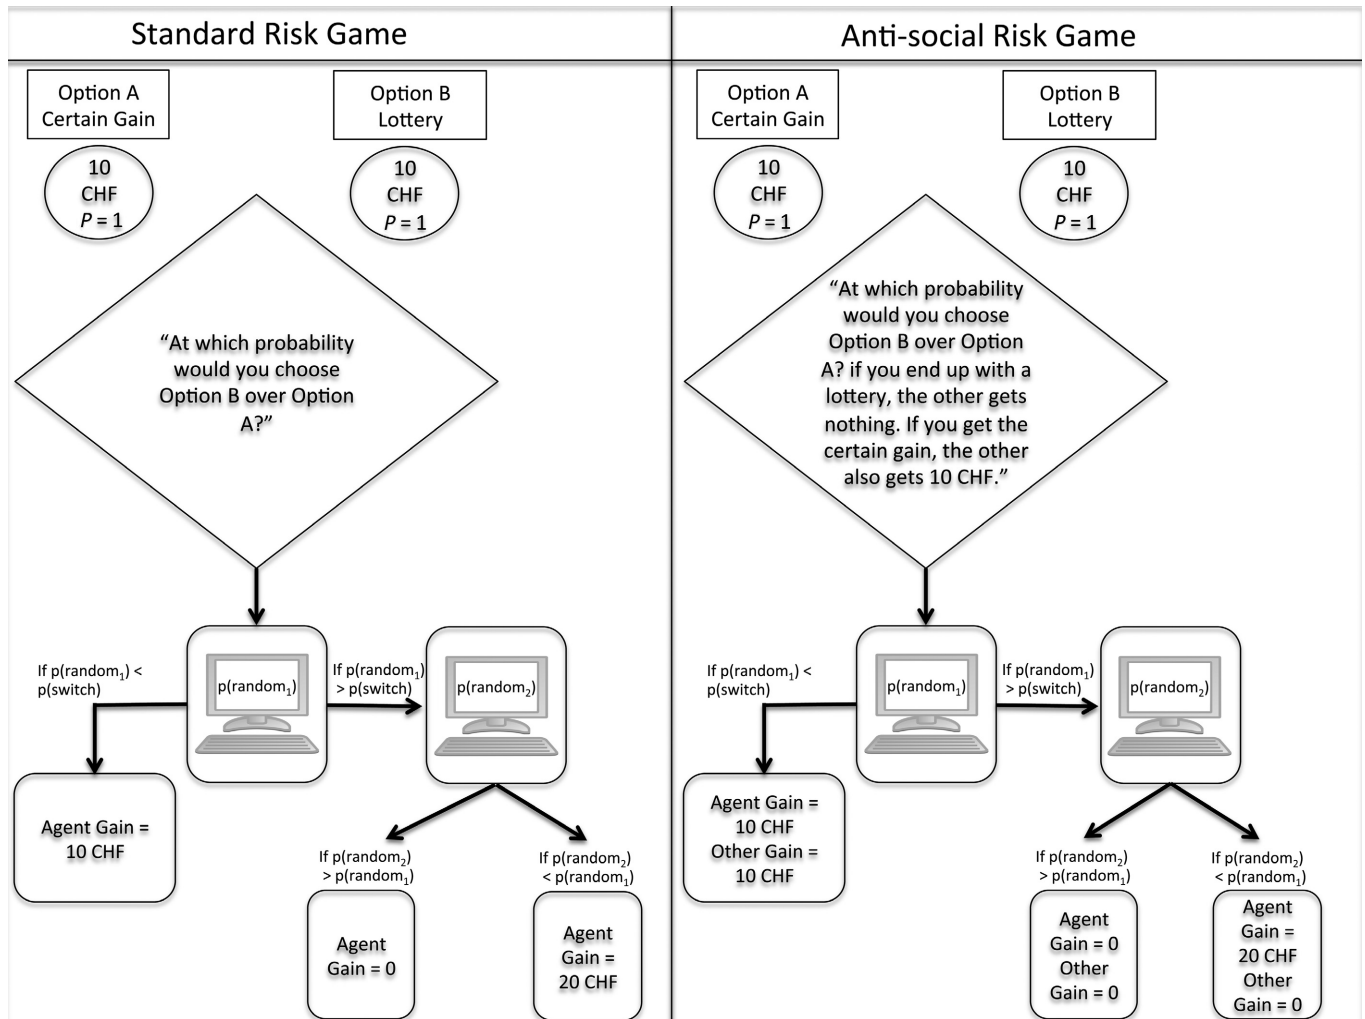 Standard Risk Game
Option A
Certain Gain
Option B
Lottery
10
CHF
P = 1
10
CHF
P = 1
“At which probability
would you choose
Option B over Option
A?”
If p(random1) <
p(switch)
p(random1)
If p(random1)
> p(switch)
p(random2)
Agent Gain =
10 CHF
If p(random2)
> p(random1)
If p(random2)
< p(random1)
Agent
Gain = 0
Agent
Gain =
20 CHF
Anti-social Risk Game
Option A
Certain Gain
Option B
Lottery
10
CHF
P = 1
10
CHF
P = 1
“At which probability
would you choose
Option B over Option
A? if you end up with a
lottery, the other gets
nothing. If you get the
certain gain, the other
also gets 10 CHF.”
If p(random1) <
p(switch)
p(random1)
If p(random1)
> p(switch)
p(random2)
Agent Gain =
10 CHF
Other Gain =
10 CHF
If p(random2)
> p(random1)
If p(random2)
< p(random1)
Agent
Gain = 0
Other
Gain = 0
Agent
Gain =
20 CHF
Other
Gain = 0